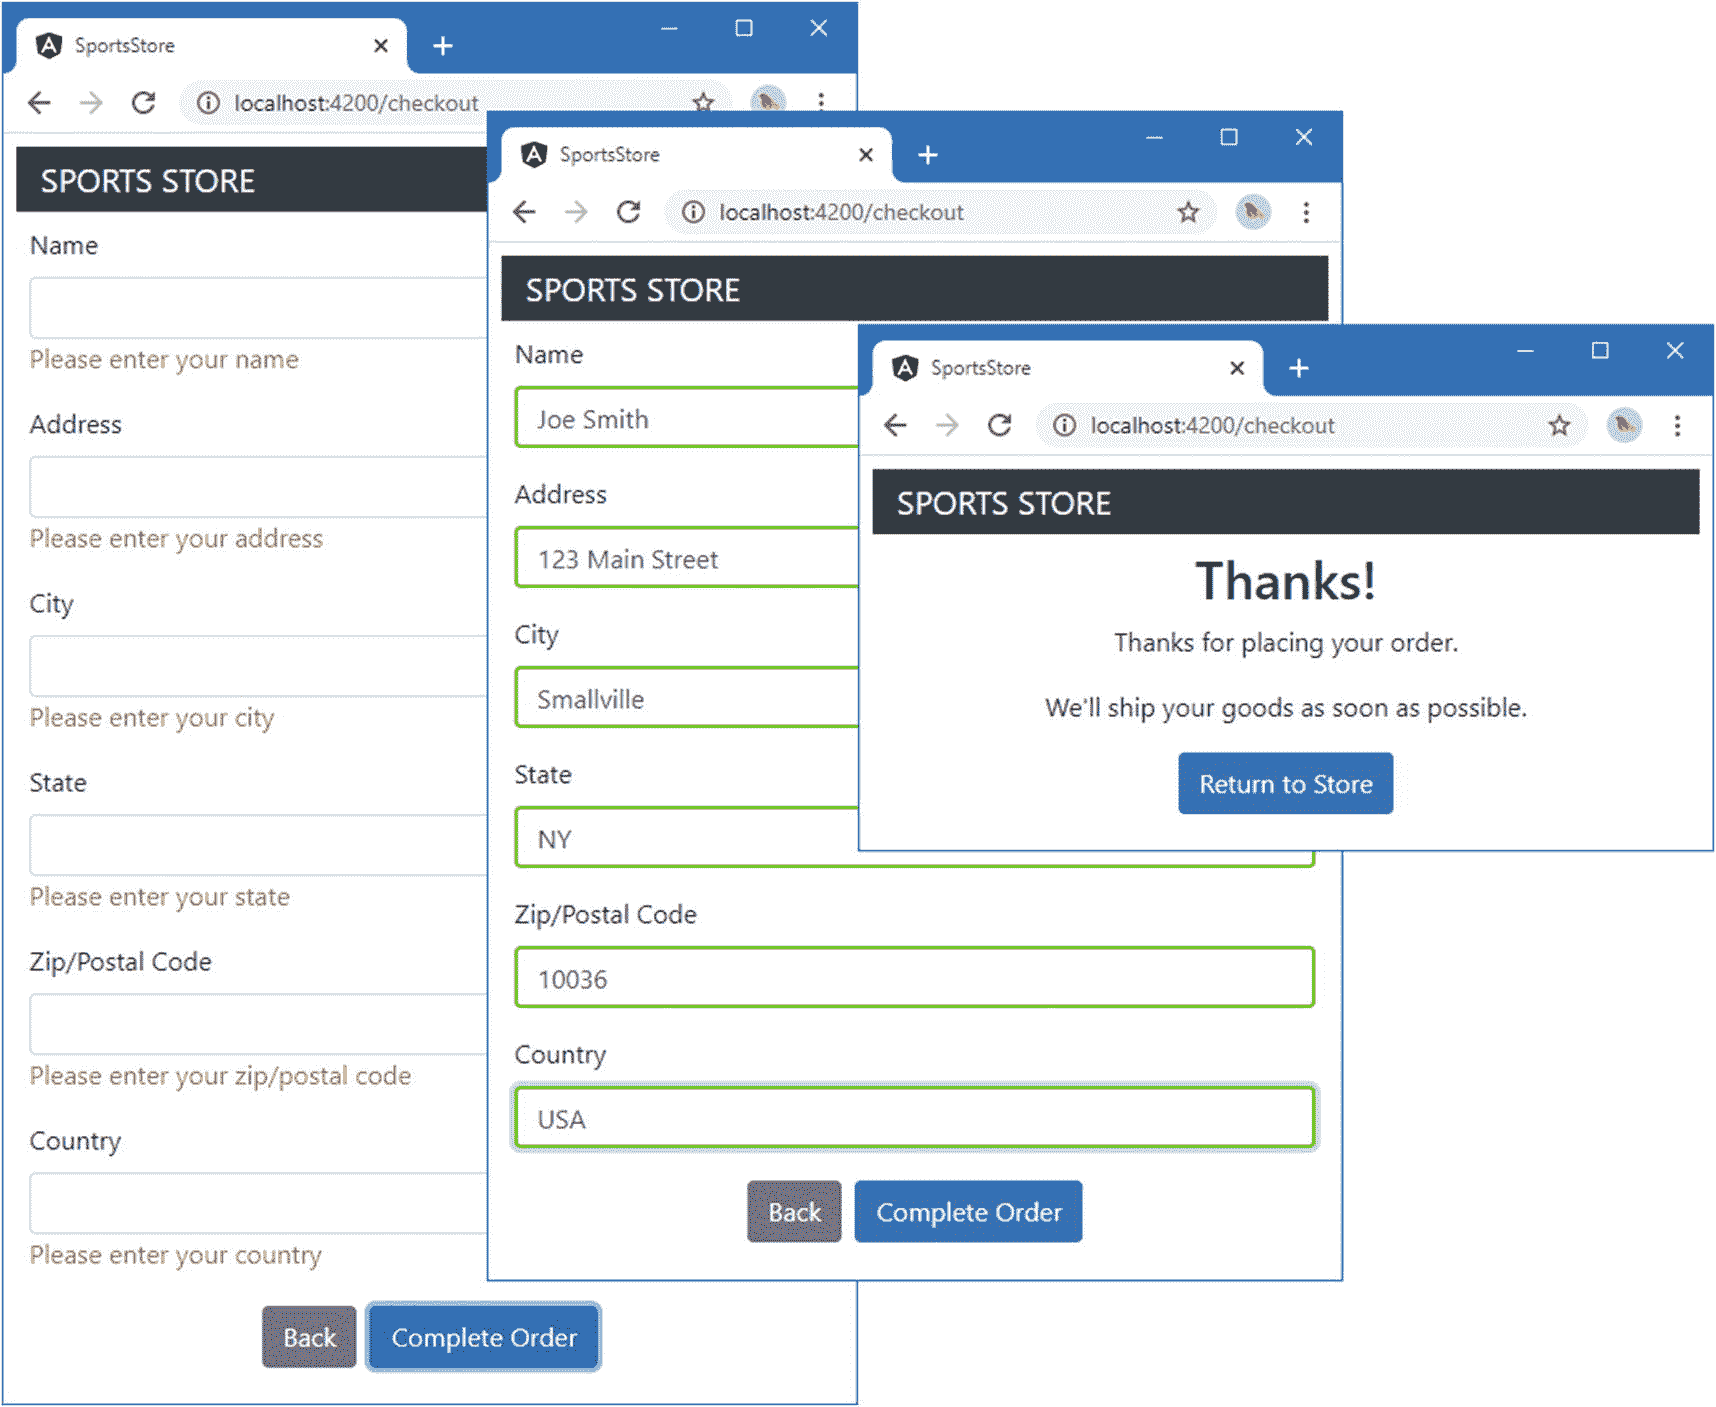 SportsStore
localhost:4200/checkout
SPORTS STORE
Name
Please enter your name
Address
Please enter your address
City
Please enter your city
State
Please enter your state
Zip/Postal Code
Please enter your zip/postal code
Country
Please enter your country
Back Complete Order
SportsStore
localhost:4200/checkout
SPORTS STORE
Name
Joe Smith
Address
123 Main Street
City
Smallville
State
NY
Zip/Postal Code
10036
Country
USA
Back Complete Order
SportsStore
localhost:4200/checkout
SPORTS STORE
Thanks!
Thanks for placing your order.
We'll ship your goods as soon as possible.
Return to Store